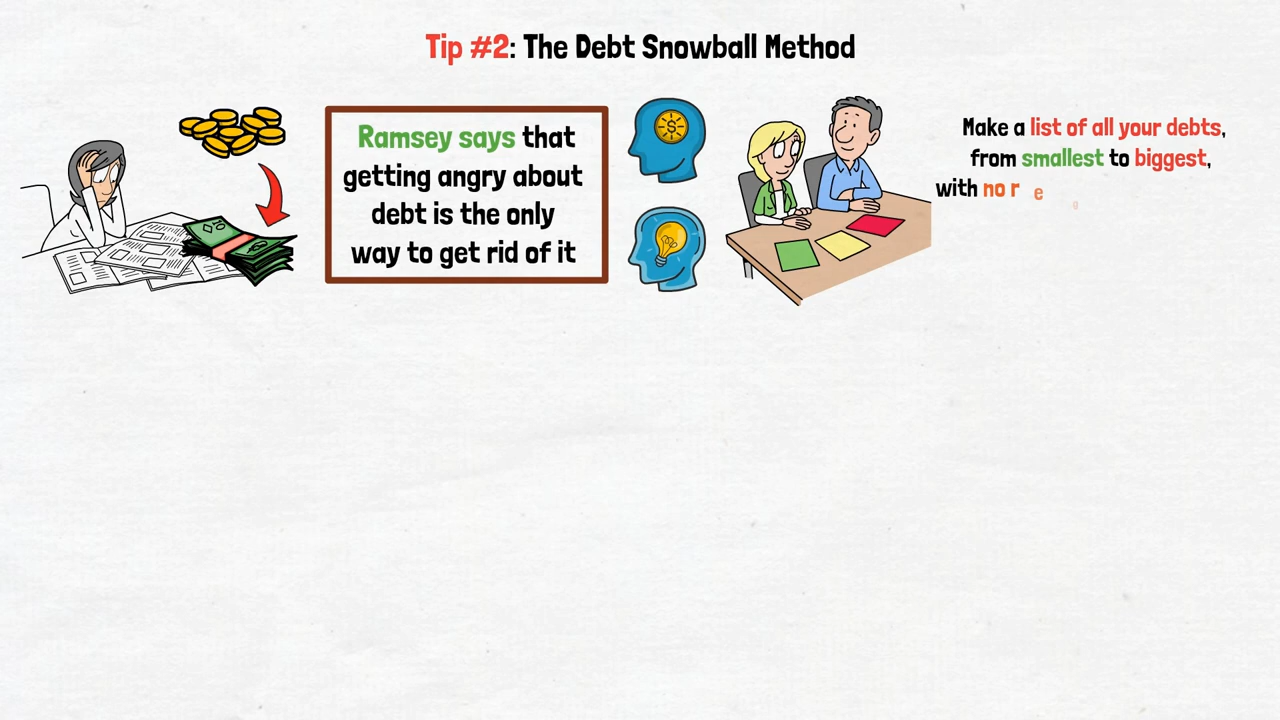 Tip #2: The Debt Snowball Method
Ramsey says that
getting angry about
debt is the only
way to get rid of it
Make a list of all your debts,
from smallest to biggest,
with no r e g